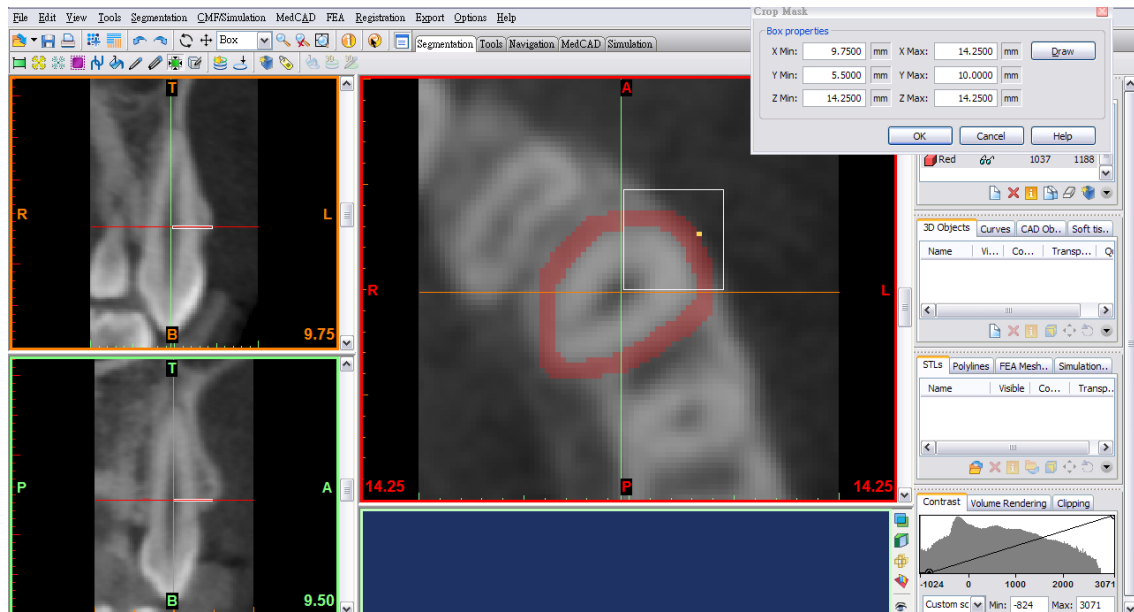 File Edit View Tools Segmentation CMF/Simulation MedCAD FEA Registration Export Options Help
Box
Segmentation Tools Navigation MedCAD Simulation
Crop Mask
Box properties
X Min: 9.7500 mm X Max: 14.2500 mm Draw
Y Min: 5.5000 mm Y Max: 10.0000 mm
Z Min: 14.2500 mm Z Max: 14.2500 mm
OK Cancel Help
Red 1037 1188
T
R L
B
9.75
T
P A
B
9.50
A
R L
14.25 P 14.25
3D Objects Curves CAD Ob... Soft tis..
Name Vi... Co... Transp...
STLs Polylines FEA Mesh.. Simulation..
Name Visible Co... Transp...
Contrast Volume Rendering Clipping
-1024 0 1000 2000 3071
Custom sc Min: -824 Max: 3071